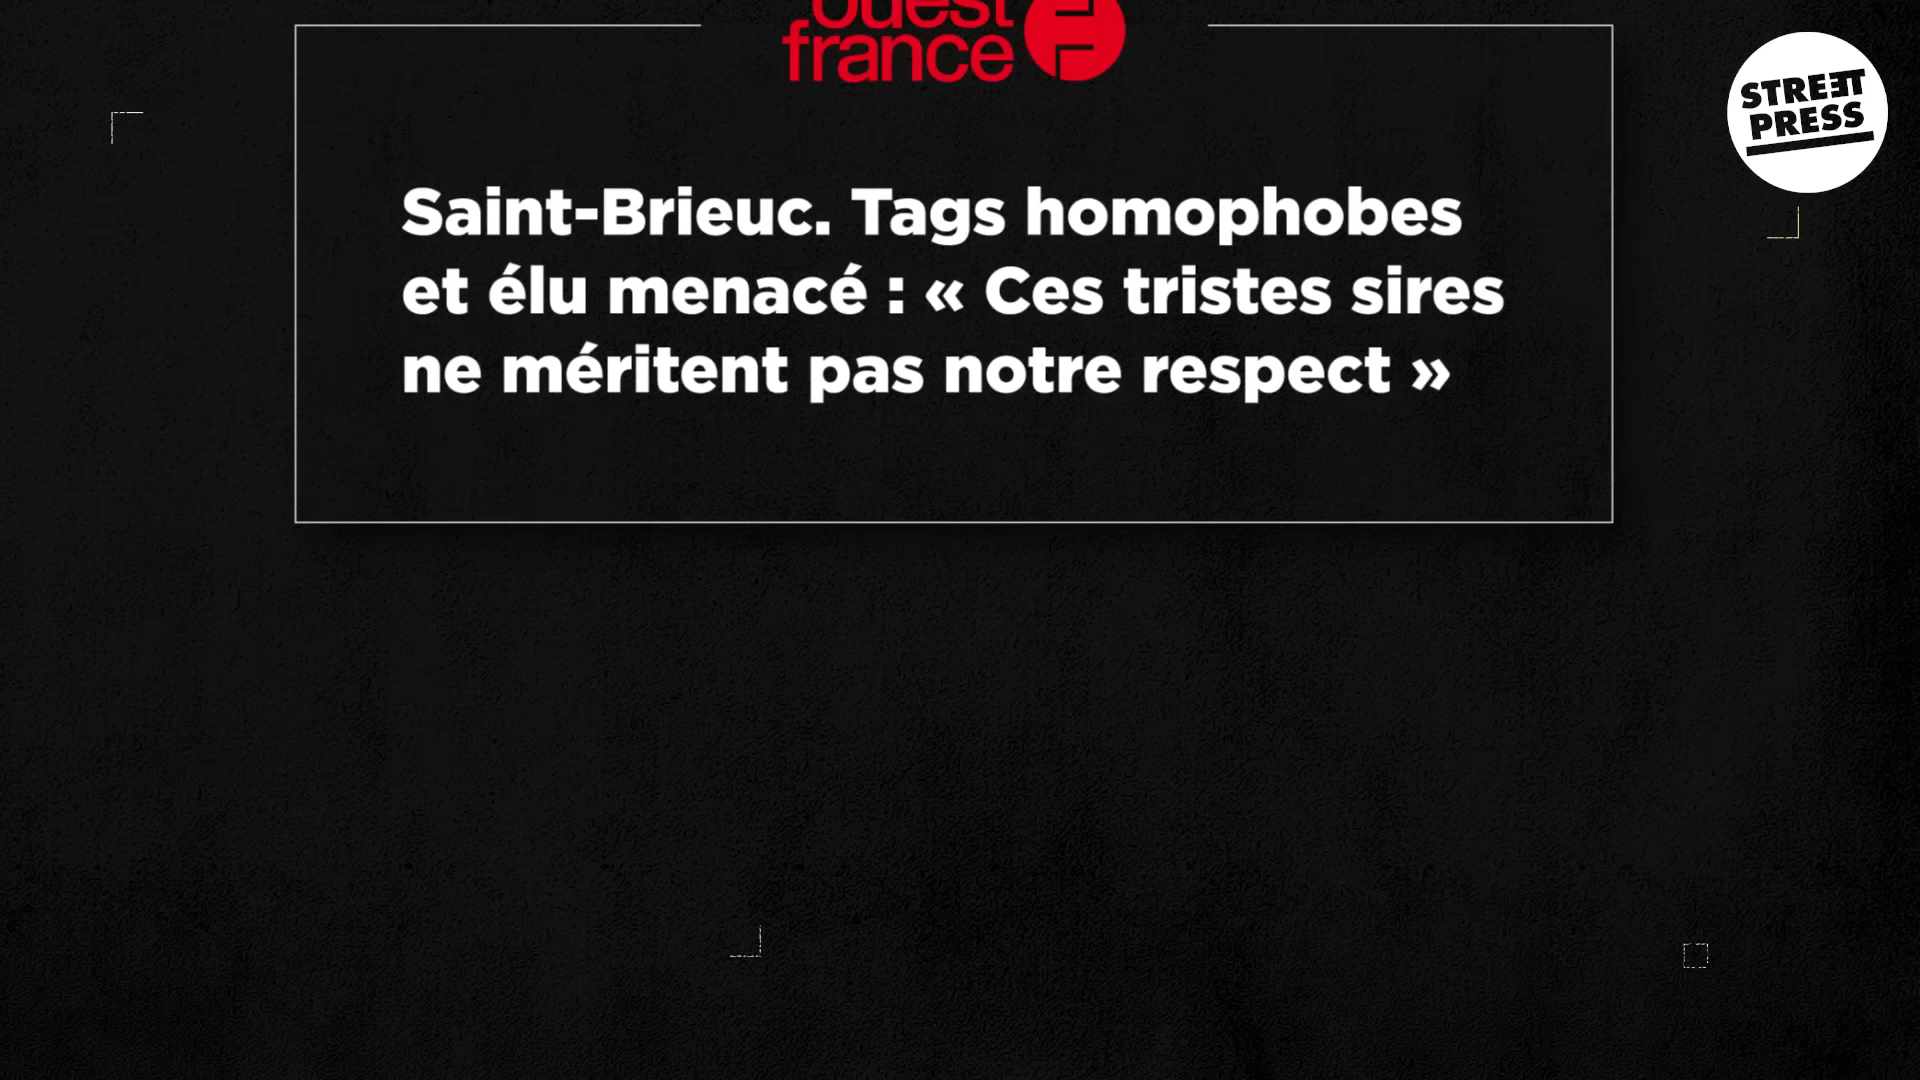 ouest
france
STREET
PRESS
Saint-Brieuc. Tags homophobes
et élu menacé : « Ces tristes sires
ne méritent pas notre respect »